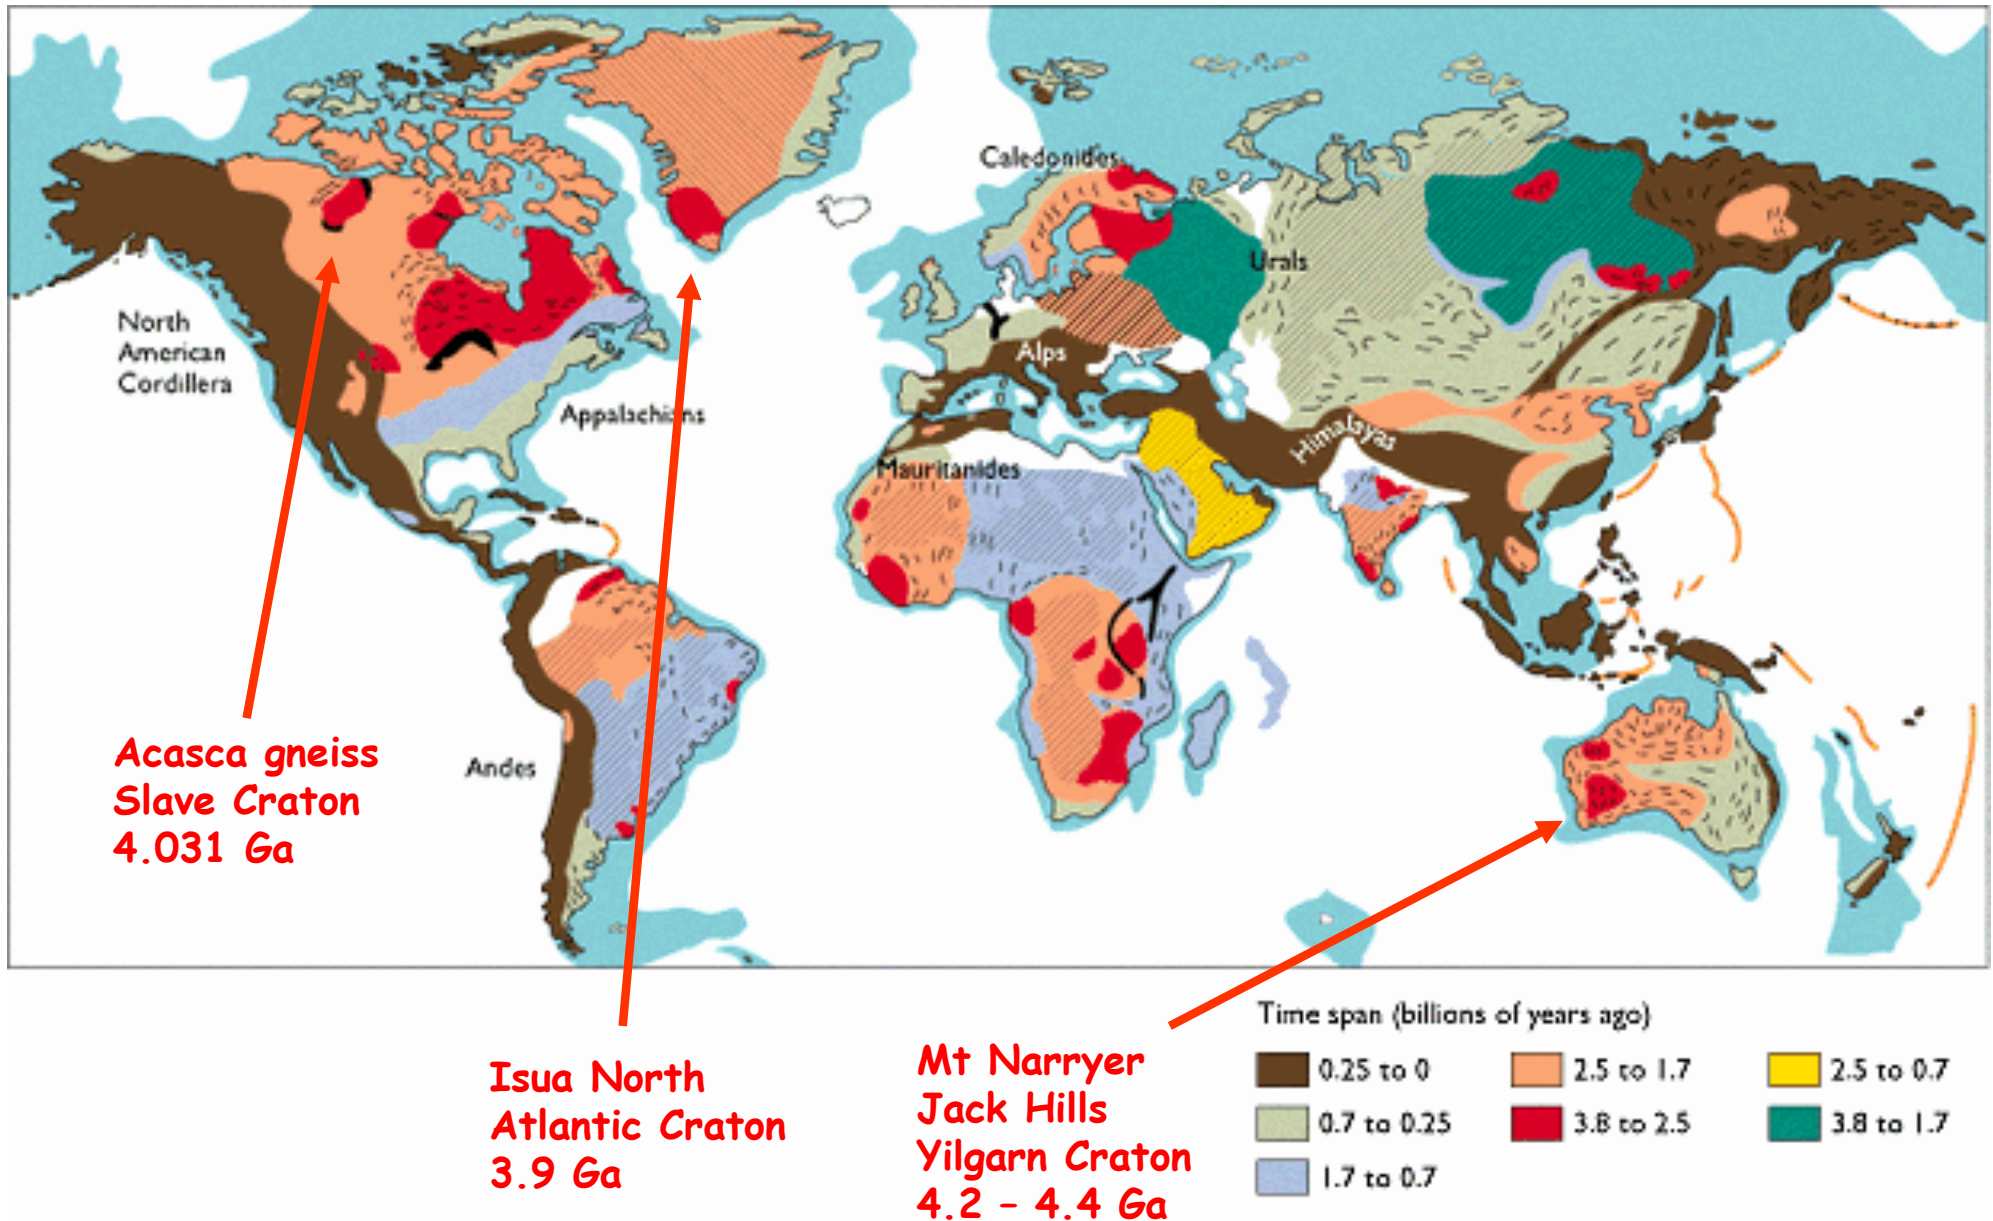 Caledonides
Urals
North
American
Cordillera
Alps
Appalachians
Himalayas
Mauritanides
Andes
Acasca gneiss
Slave Craton
4.031 Ga
Isua North
Atlantic Craton
3.9 Ga
Mt Narryer
Jack Hills
Yilgarn Craton
4.2 – 4.4 Ga
Time span (billions of years ago)
0.25 to 0
2.5 to 1.7
2.5 to 0.7
0.7 to 0.25
3.8 to 2.5
3.8 to 1.7
1.7 to 0.7